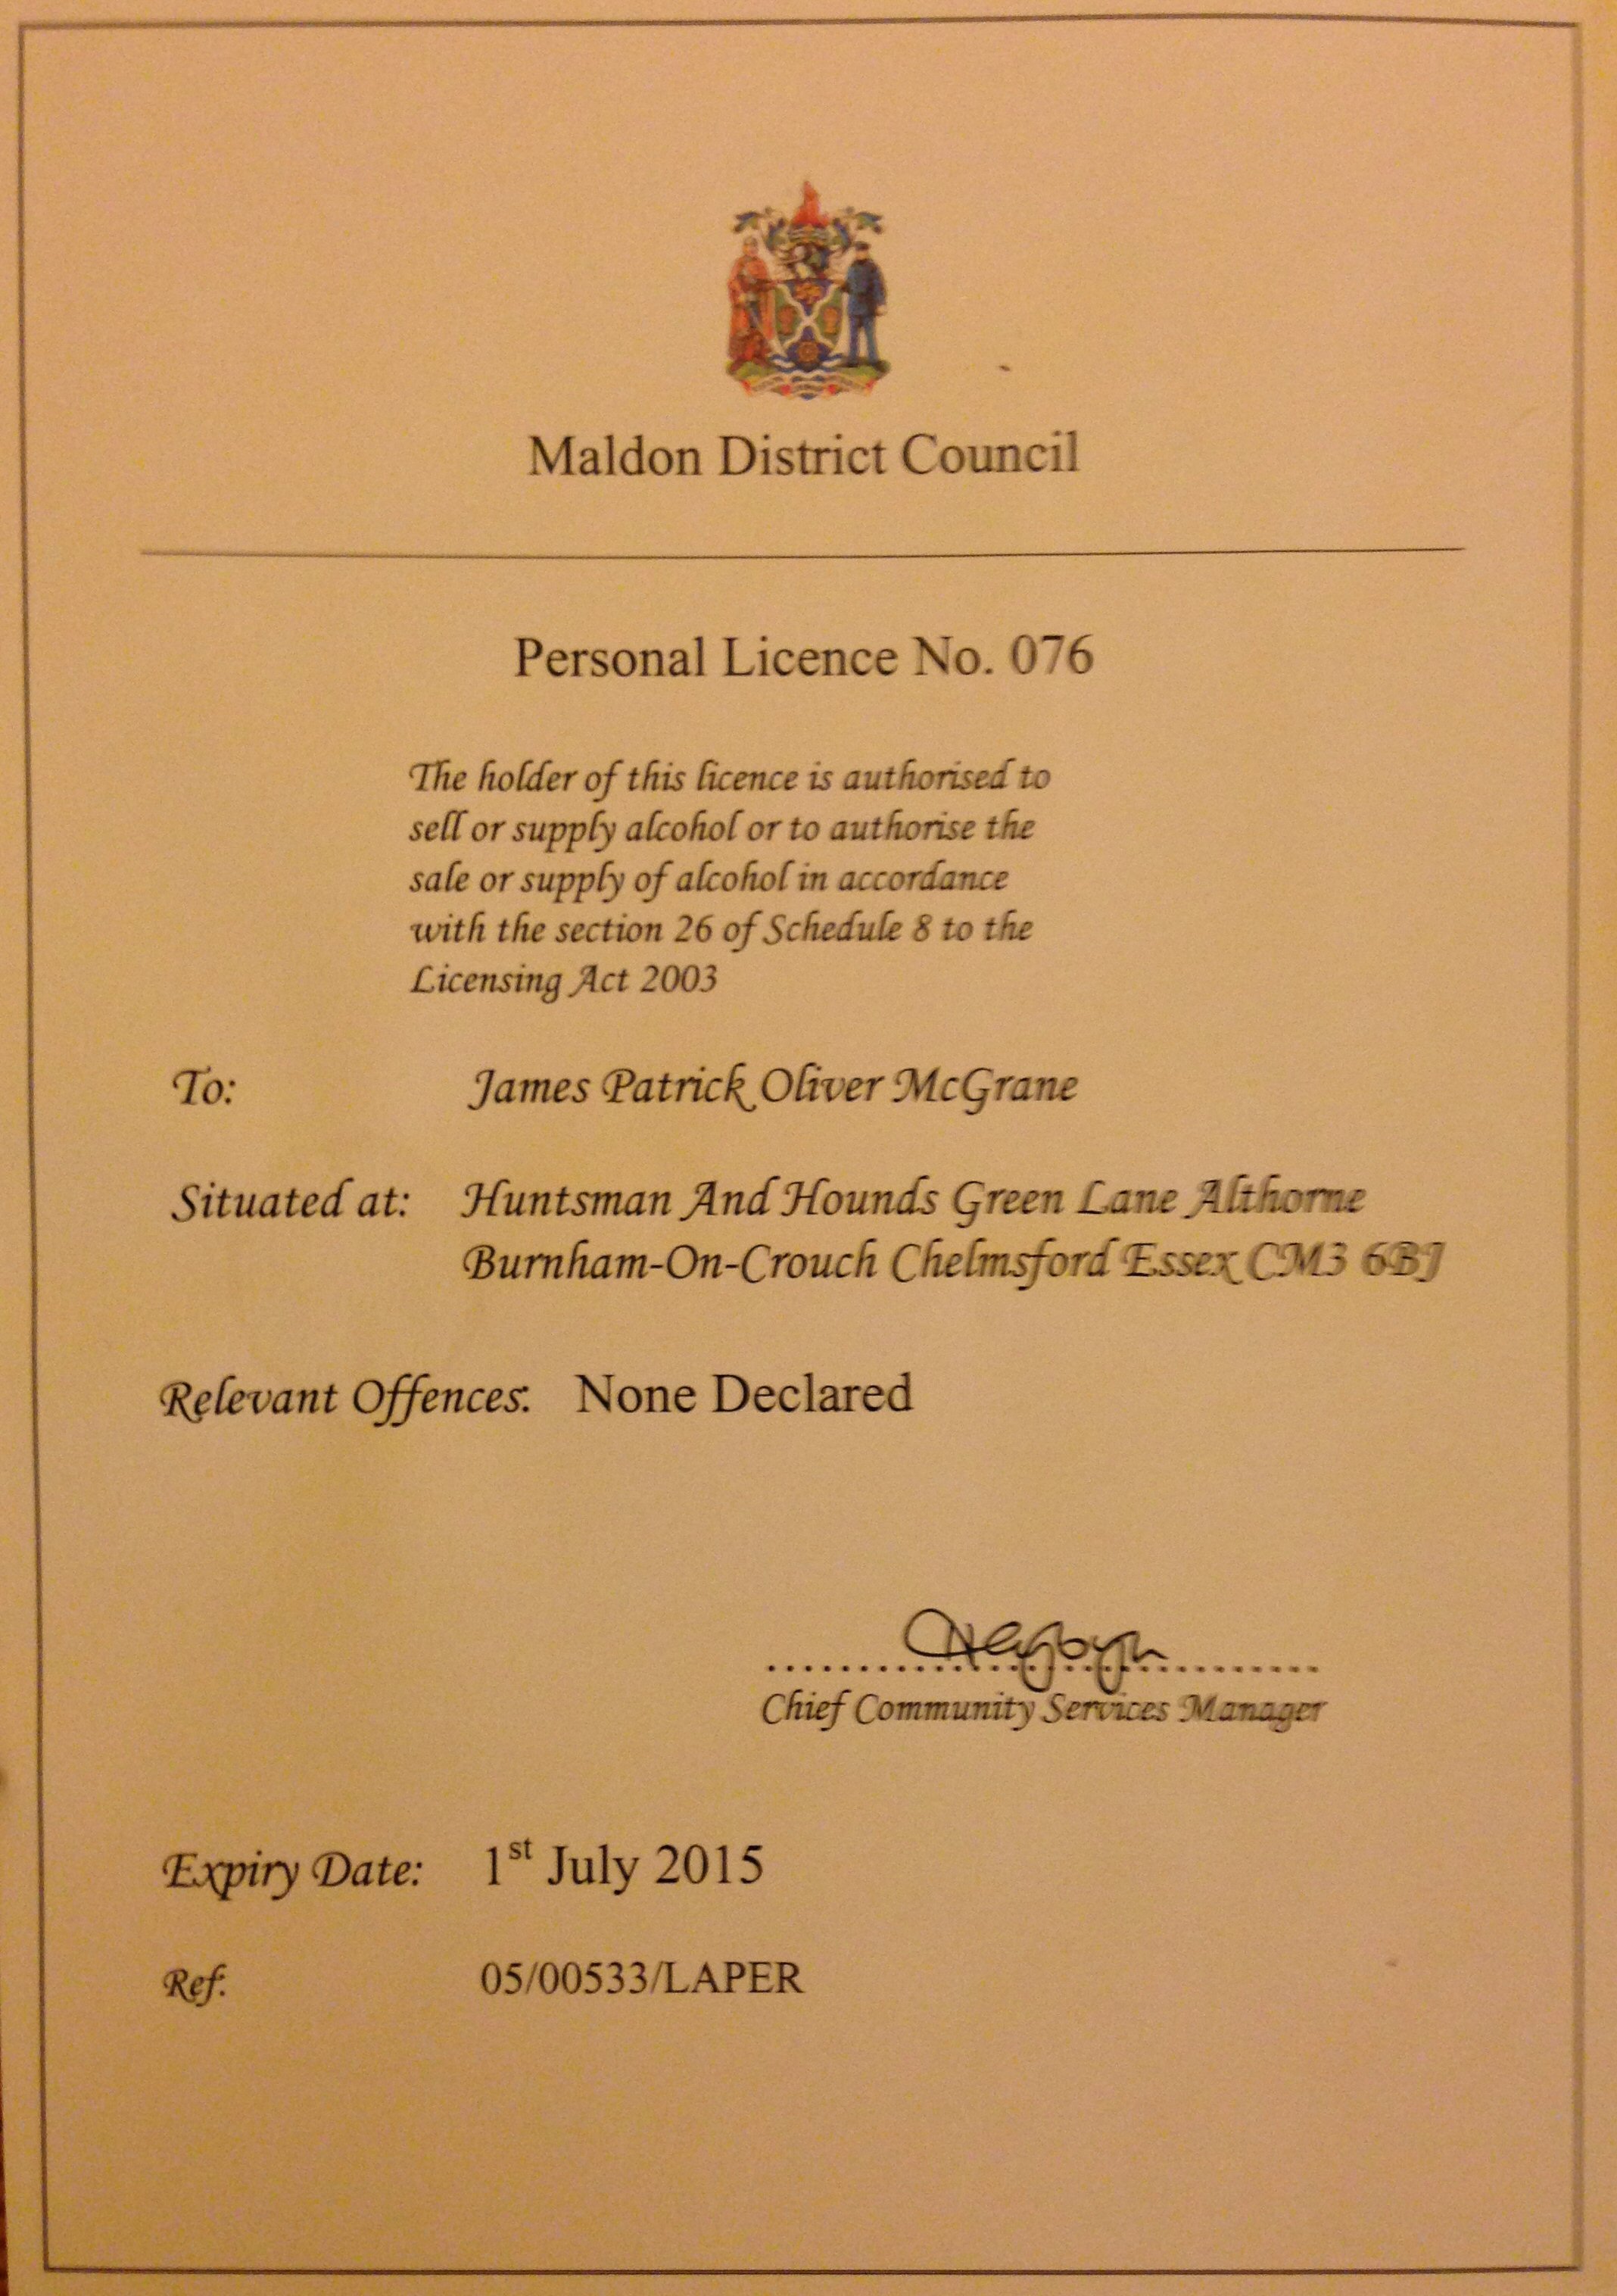 Maldon District Council
Personal Licence No. 076
The holder of this licence is authorised to
sell or supply alcohol or to authorise the
sale or supply of alcohol in accordance
with the section 26 of Schedule 8 to the
Licensing Act 2003
To: James Patrick Oliver McGrane
Situated at: Huntsman And Hounds Green Lane Althorne
Burnham-On-Crouch Chelmsford Essex CM3 6BJ
Relevant Offences: None Declared
Chief Community Services Manager
Expiry Date: 1st July 2015
Ref: 05/00533/LAPER